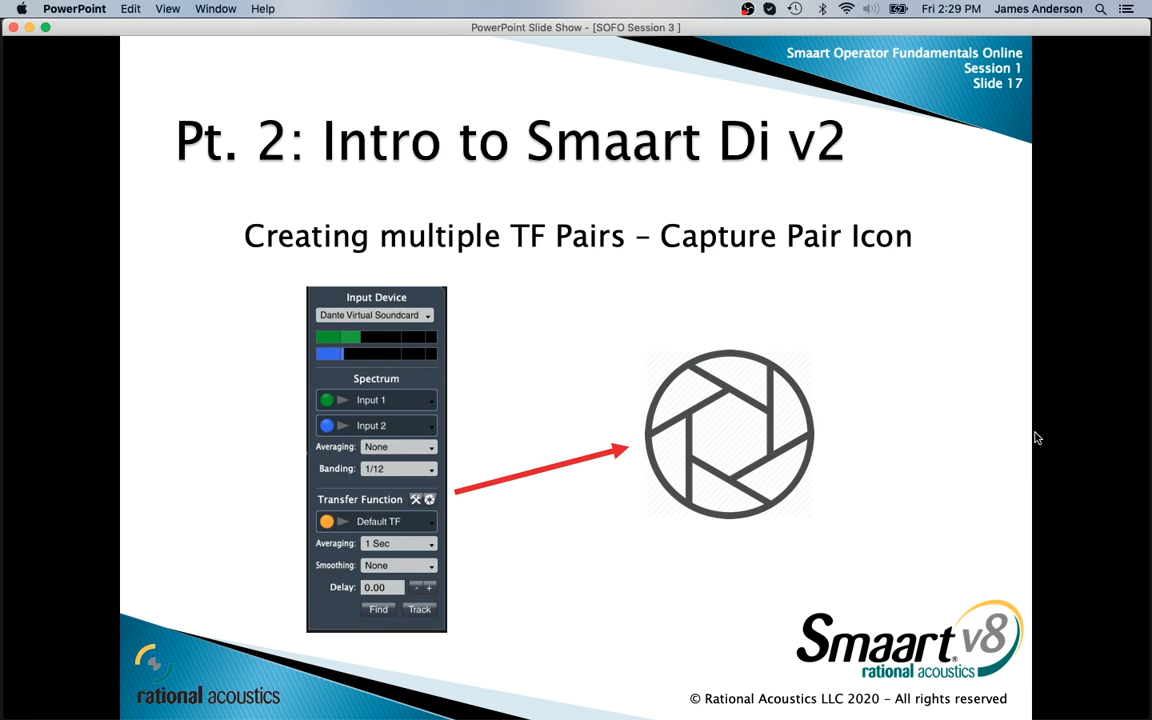 PowerPoint Edit View Window Help Fri 2:29 PM James Anderson
PowerPoint Slide Show - [SOFO Session 3 ]
Smaart Operator Fundamentals Online
Session 1
Slide 17
Pt. 2: Intro to Smaart Di v2
Creating multiple TF Pairs – Capture Pair Icon
Input Device
Dante Virtual Soundcard
Spectrum
Input 1
Input 2
Averaging: None
Banding: 1/12
Transfer Function
Default TF
Averaging: 1 Sec
Smoothing: None
Delay: 0.00 - +
Find Track
Smaart® v8
rational acoustics
rational acoustics
© Rational Acoustics LLC 2020 – All rights reserved